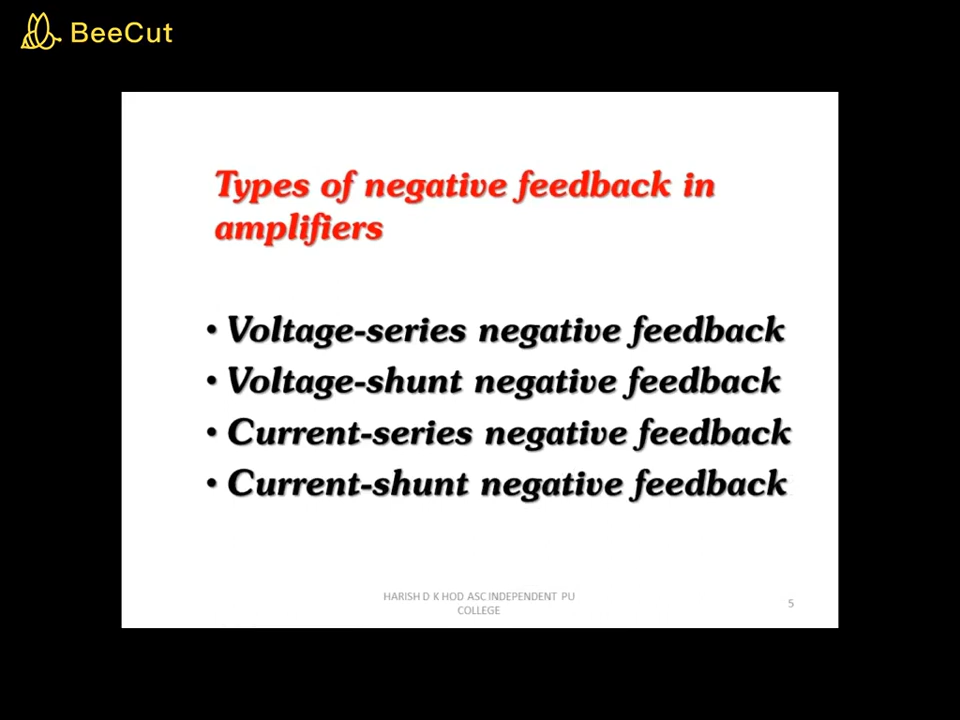 BeeCut
Types of negative feedback in
amplifiers
• Voltage-series negative feedback
• Voltage-shunt negative feedback
• Current-series negative feedback
• Current-shunt negative feedback
HARISH D K HOD ASC INDEPENDENT PU
COLLEGE
5